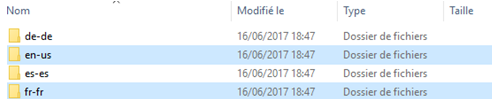 Nom Modifié le Type Taille
de-de 16/06/2017 18:47 Dossier de fichiers
en-us 16/06/2017 18:47 Dossier de fichiers
es-es 16/06/2017 18:47 Dossier de fichiers
fr-fr 16/06/2017 18:47 Dossier de fichiers